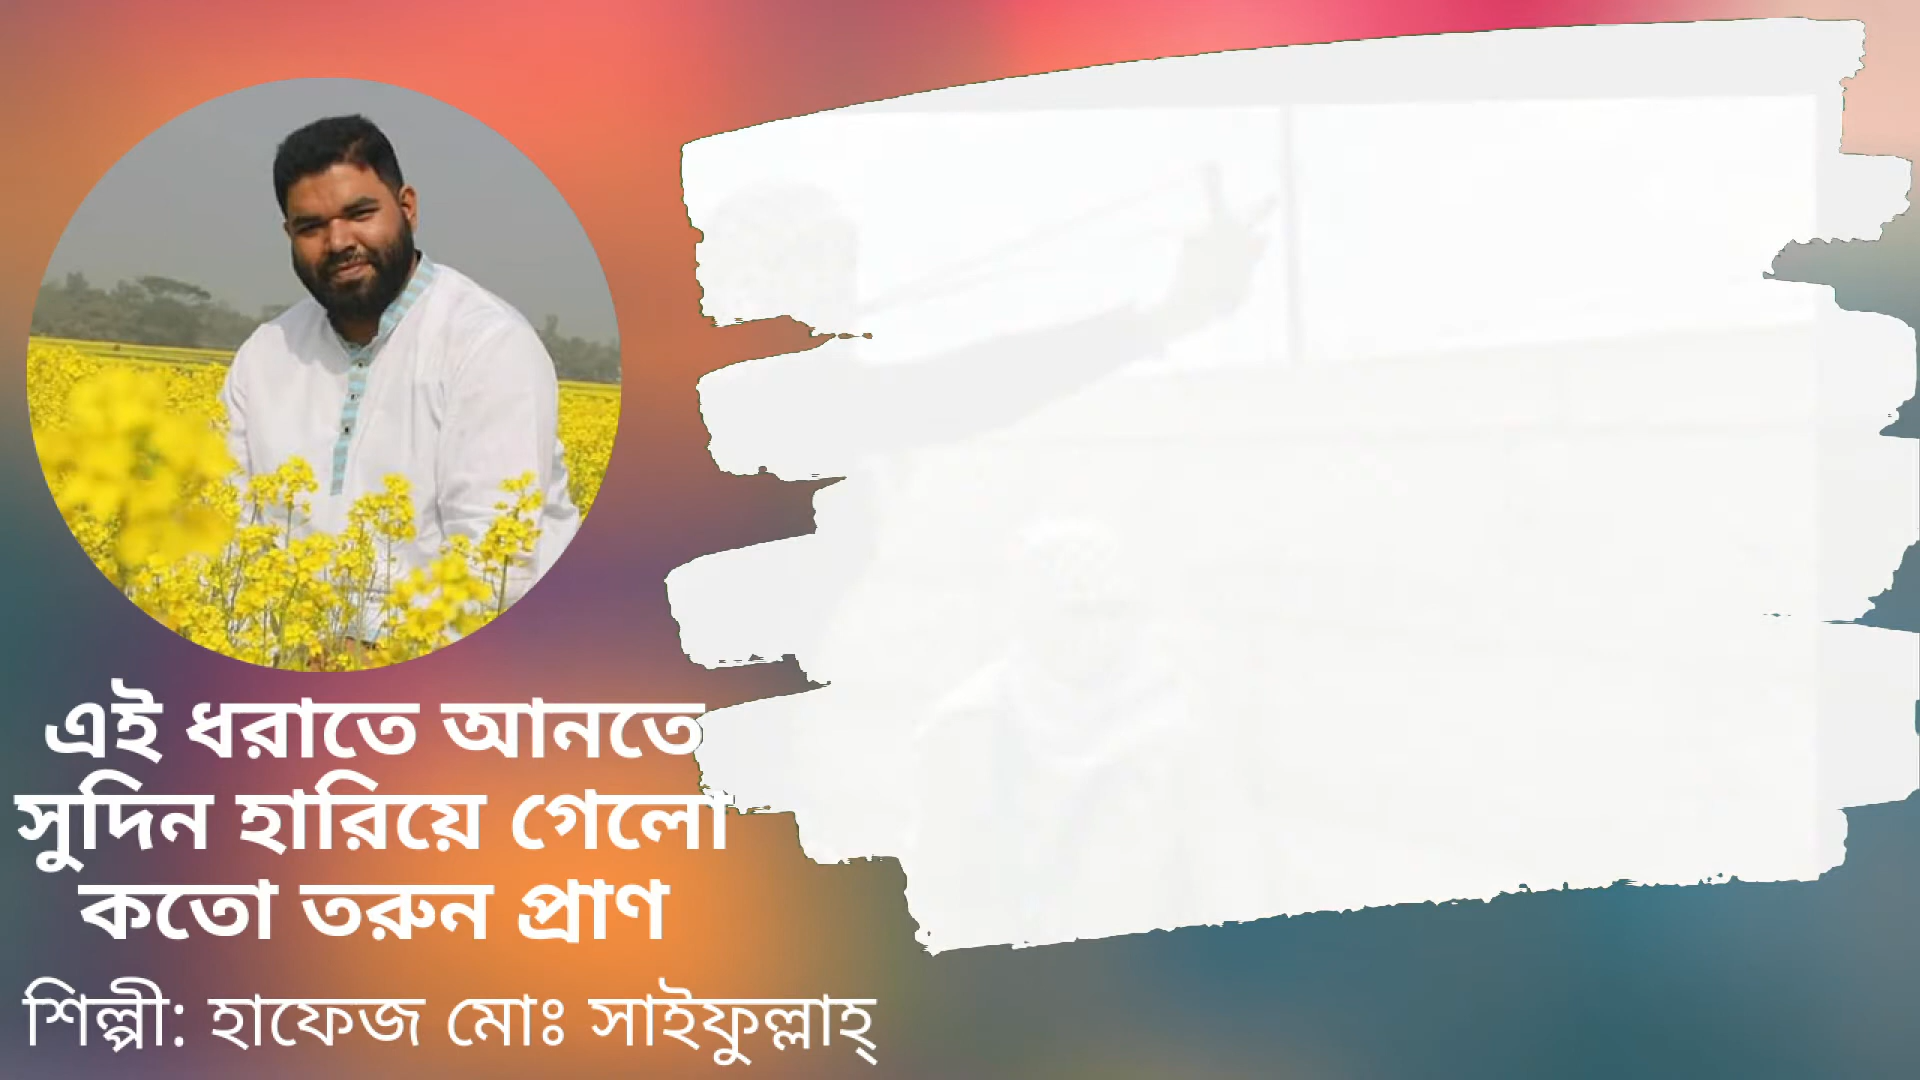 এই ধরাতে আনতে
সুদিন হারিয়ে গেলো
কতো তরুন প্রাণ
শিল্পী: হাফেজ মোঃ সাইফুল্লাহ্